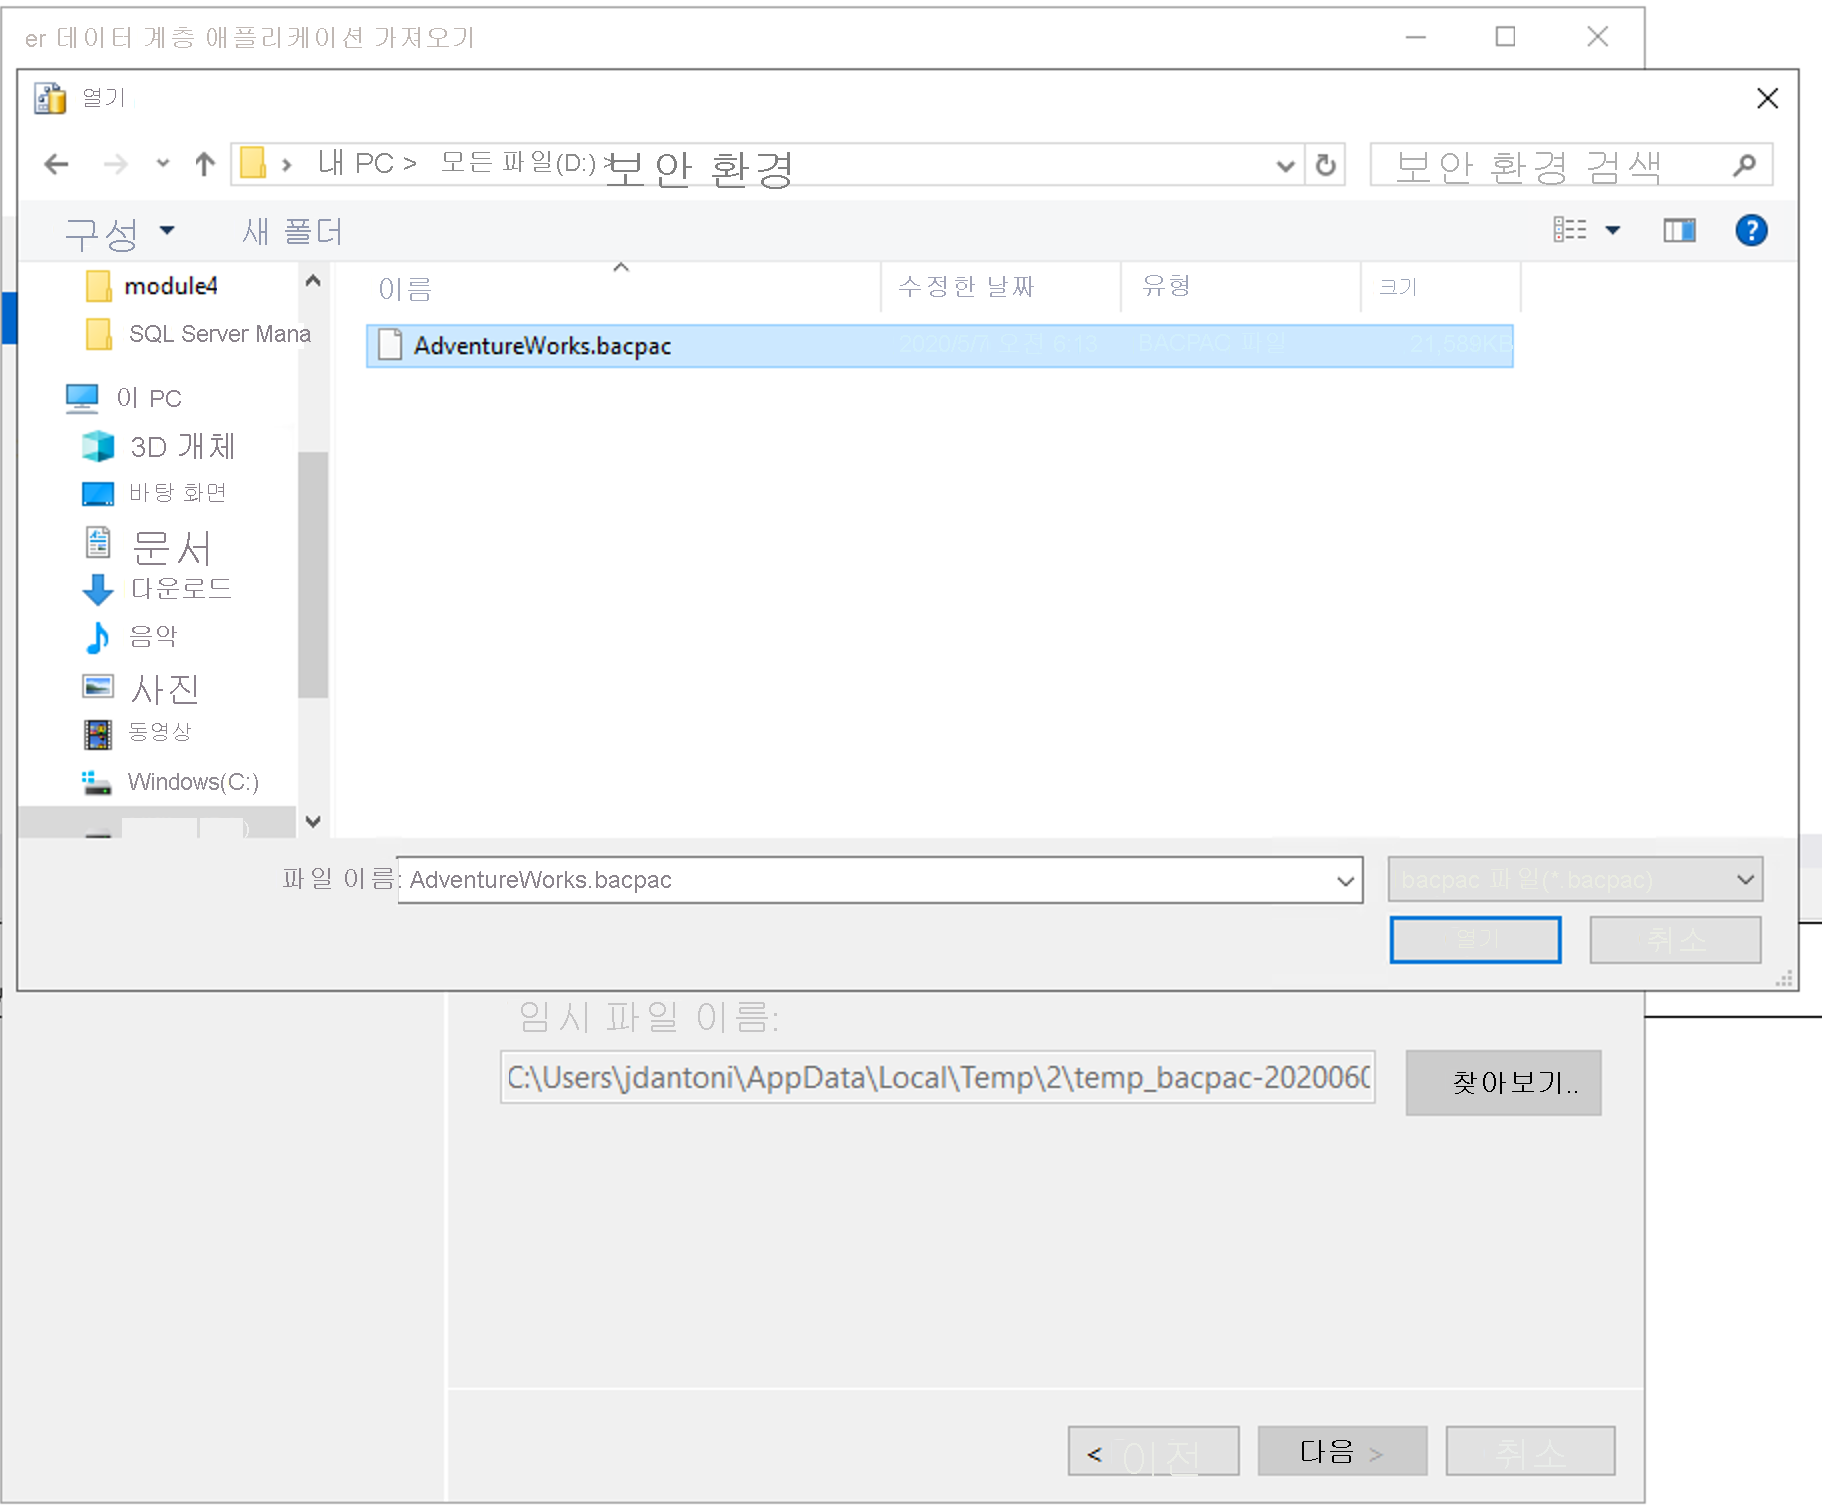 er 데이터 계층 애플리케이션 가져오기
열기
내 PC > 모든 파일(D:) > 보안 환경
보안 환경 검색
구성 새 폴더
module4
SQL Server Mana
이 PC
3D 개체
바탕 화면
문서
다운로드
음악
사진
동영상
Windows(C:)
이름 수정한 날짜 유형 크기
AdventureWorks.bacpac 2020/5/7, 오전 6:13 BACPAC 파일 21,589KB
파일 이름: AdventureWorks.bacpac
bacpac 파일(*.bacpac)
열기 취소
임시 파일 이름:
C:\Users\jdantoni\AppData\Local\Temp\2\temp_bacpac-2020060
찾아보기..
< 이전 다음 > 취소